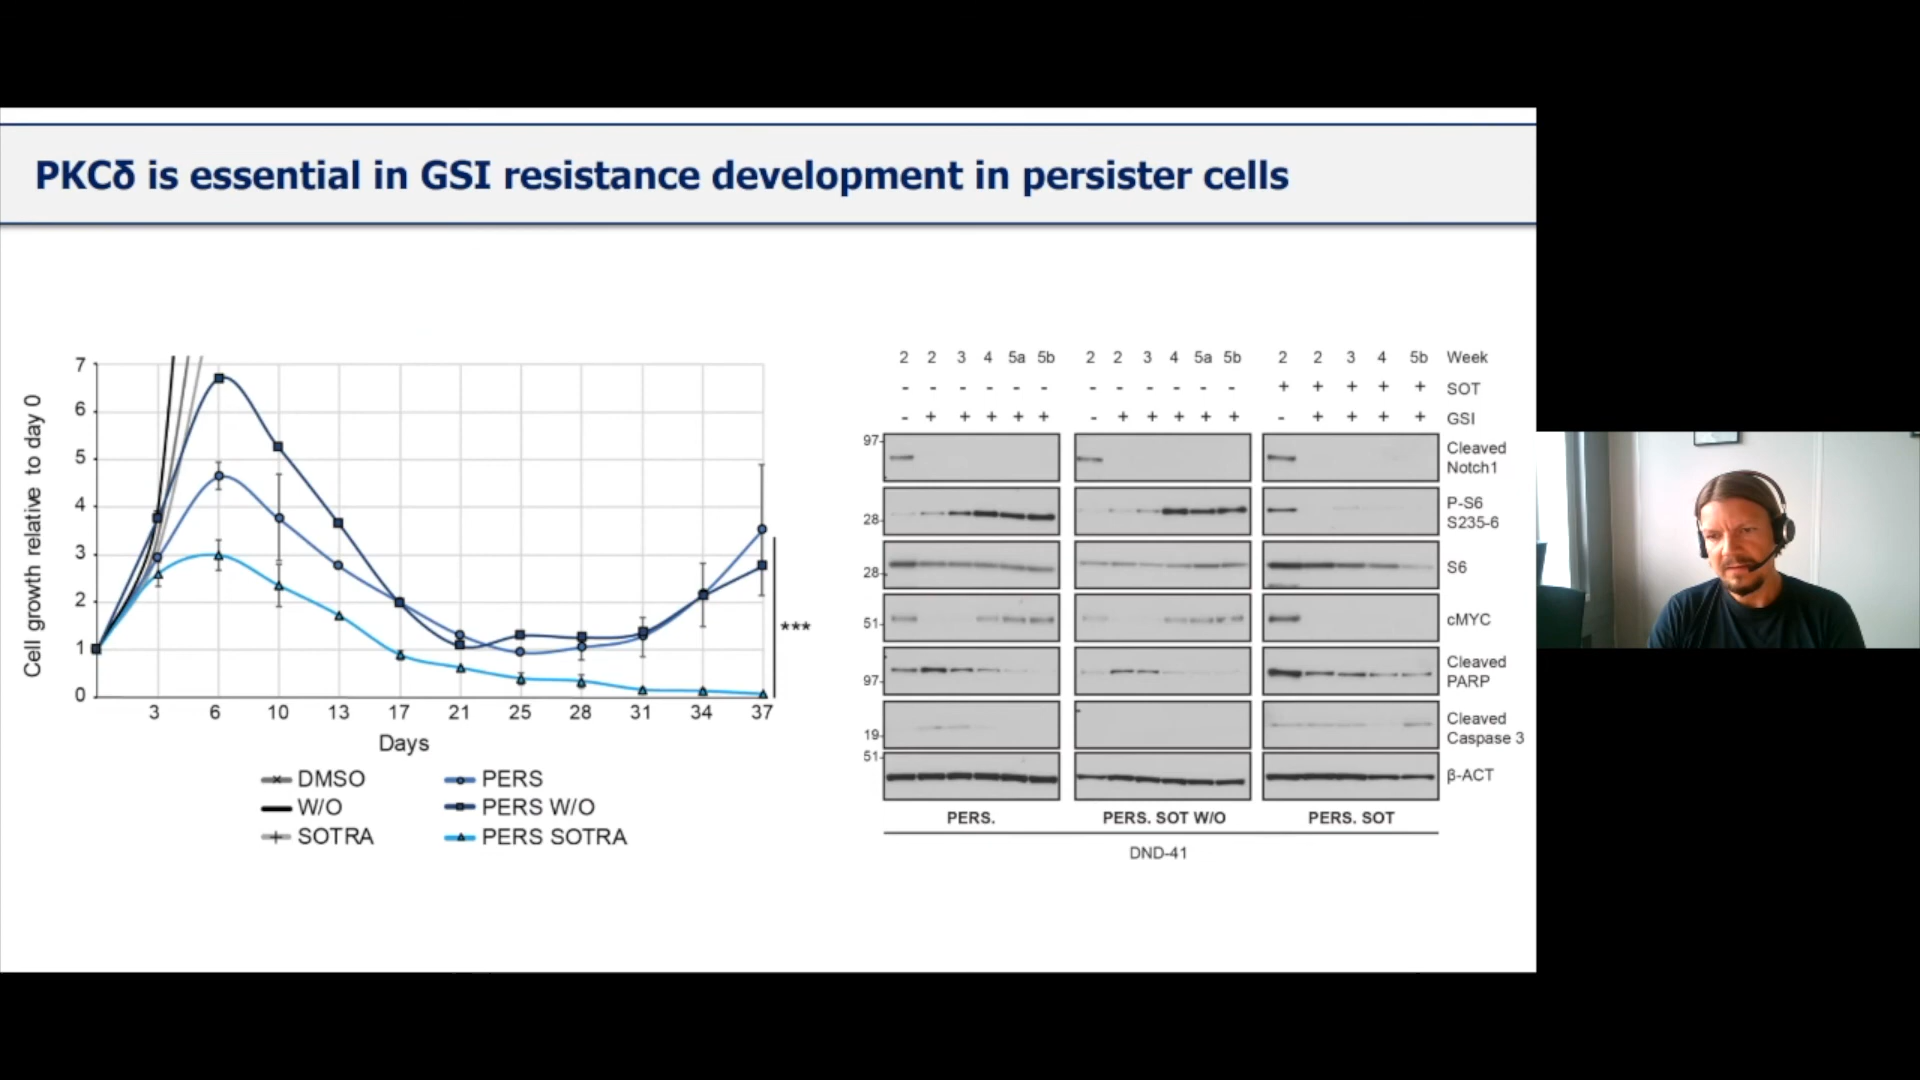 PKCδ is essential in GSI resistance development in persister cells
Cell growth relative to day 0
7
6
5
4
3
2
1
0
3 6 10 13 17 21 25 28 31 34 37
Days
***
DMSO PERS
W/O PERS W/O
SOTRA PERS SOTRA
2 2 3 4 5a 5b 2 2 3 4 5a 5b 2 2 3 4 5b Week
- - - - - - - - - - - - + + + + + SOT
- + + + + + - + + + + + - + + + + GSI
97
Cleaved
Notch1
P-S6
S235-6
28
S6
28
cMYC
51
Cleaved
PARP
97
Cleaved
Caspase 3
19
51
β-ACT
PERS. PERS. SOT W/O PERS. SOT
DND-41